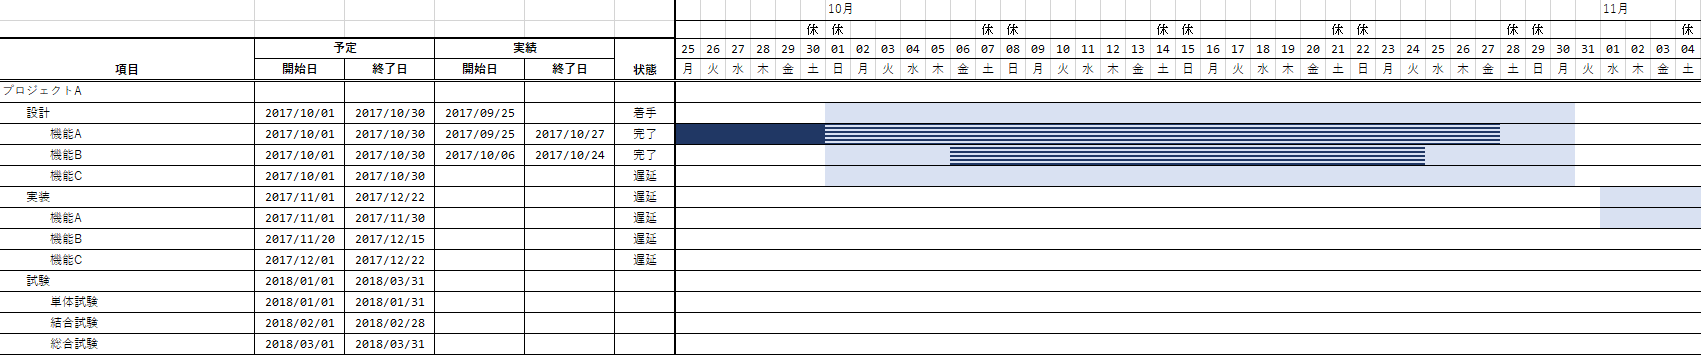 10月 11月
休 休 休 休 休 休 休 休 休 休 休
予定 実績 25 26 27 28 29 30 01 02 03 04 05 06 07 08 09 10 11 12 13 14 15 16 17 18 19 20 21 22 23 24 25 26 27 28 29 30 31 01 02 03 04
項目 開始日 終了日 開始日 終了日 状態 月 火 水 木 金 土 日 月 火 水 木 金 土 日 月 火 水 木 金 土 日 月 火 水 木 金 土 日 月 火 水 木 金 土 日 月 火 水 木 金 土
プロジェクトA
設計 2017/10/01 2017/10/30 2017/09/25 着手
機能A 2017/10/01 2017/10/30 2017/09/25 2017/10/27 完了
機能B 2017/10/01 2017/10/30 2017/10/06 2017/10/24 完了
機能C 2017/10/01 2017/10/30 遅延
実装 2017/11/01 2017/12/22 遅延
機能A 2017/11/01 2017/11/30 遅延
機能B 2017/11/20 2017/12/15 遅延
機能C 2017/12/01 2017/12/22 遅延
試験 2018/01/01 2018/03/31
単体試験 2018/01/01 2018/01/31
結合試験 2018/02/01 2018/02/28
総合試験 2018/03/01 2018/03/31